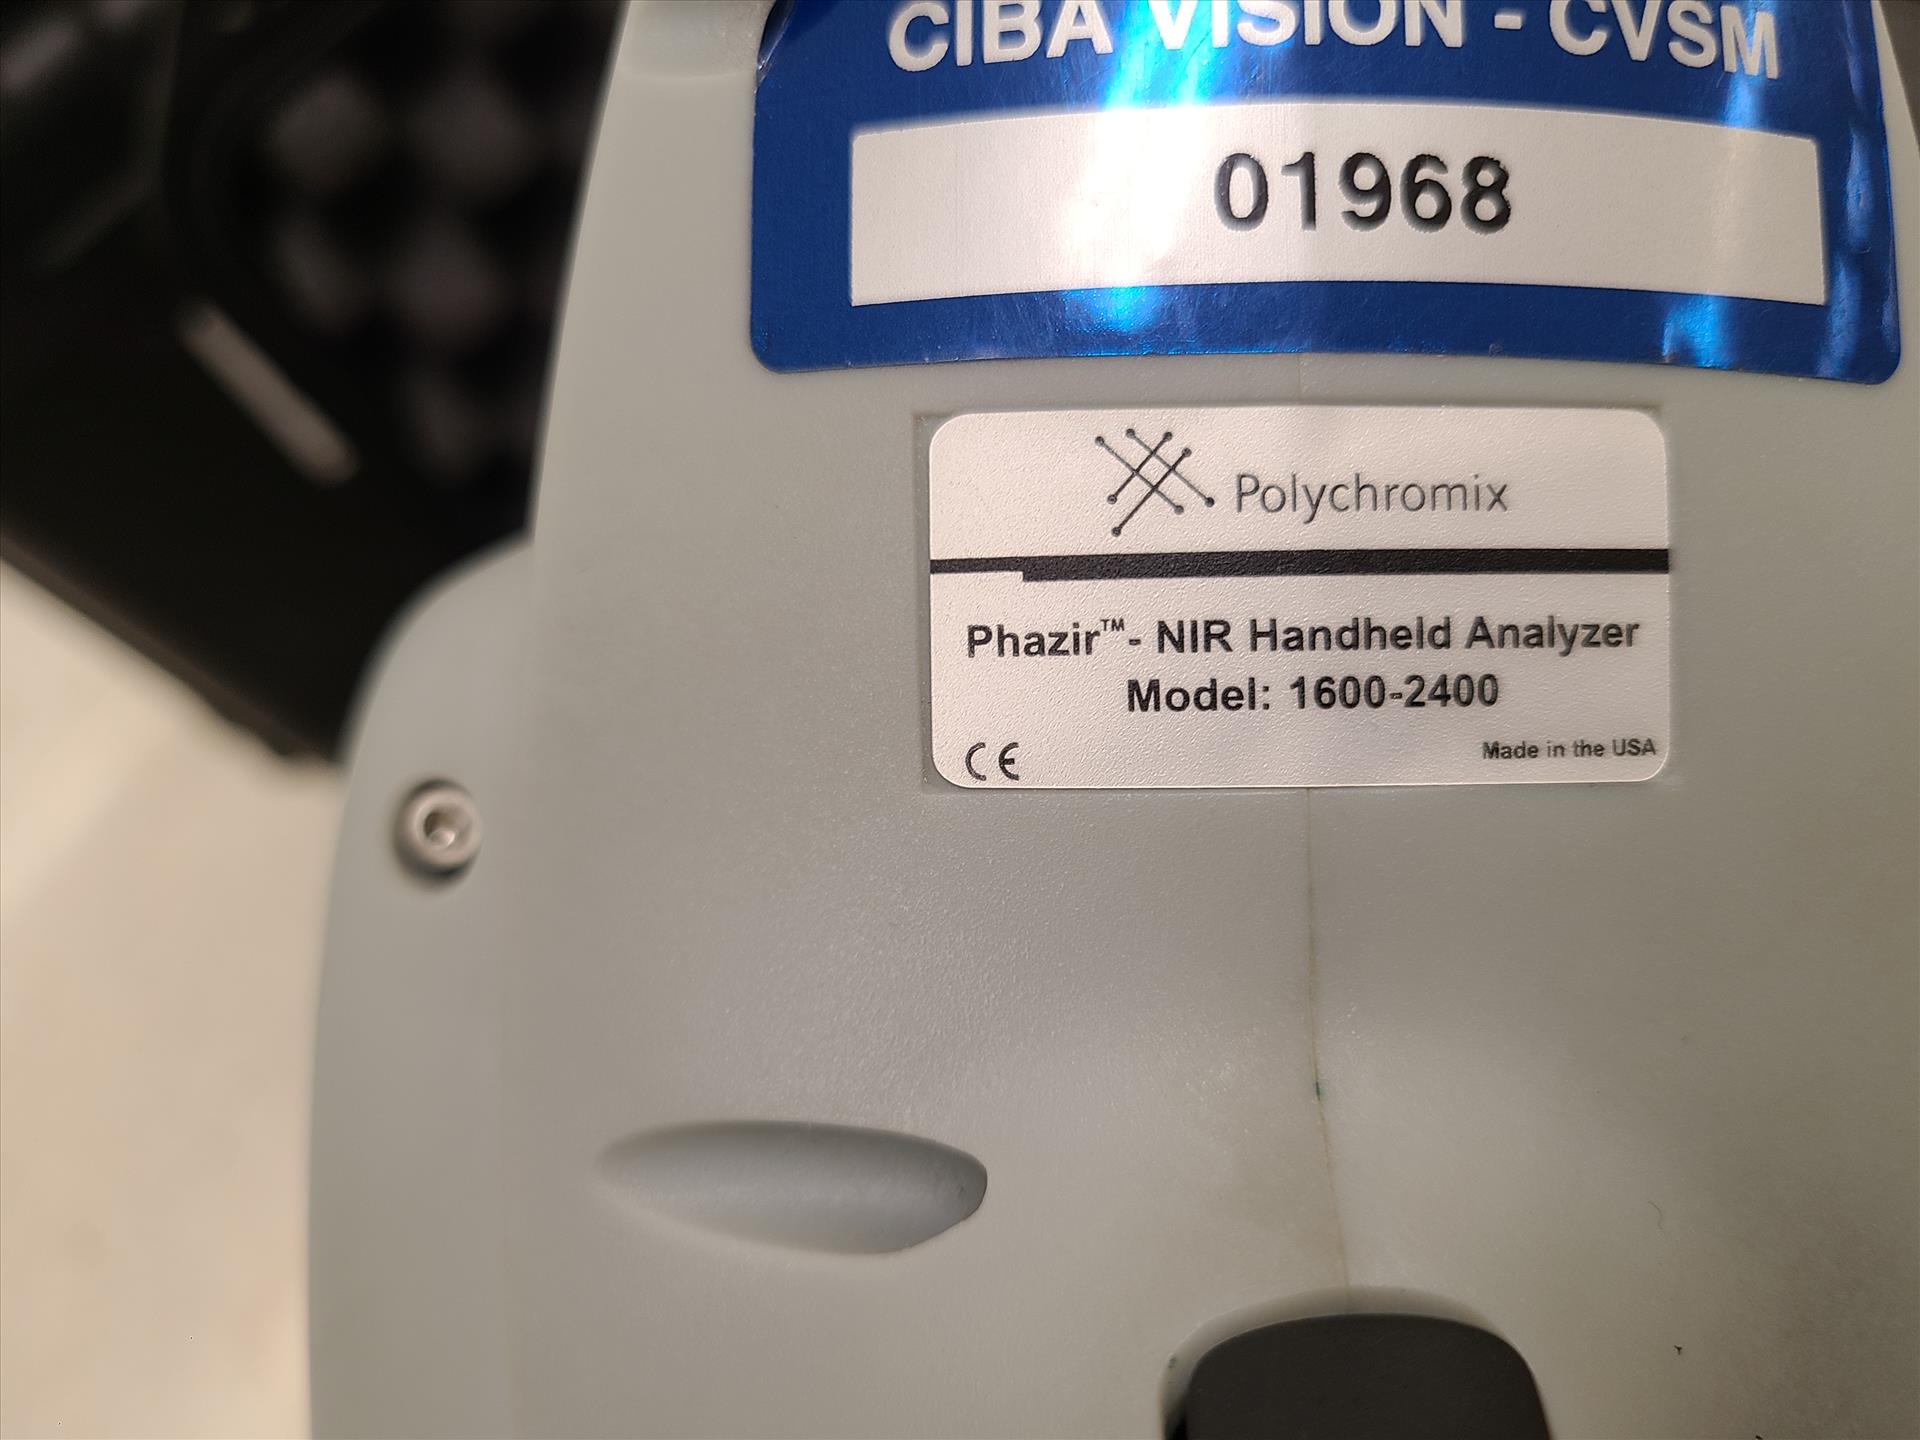 CIBA VISION - CVSM
01968
Polychromix
Phazir™- NIR Handheld Analyzer
Model: 1600-2400
CE
Made in the USA